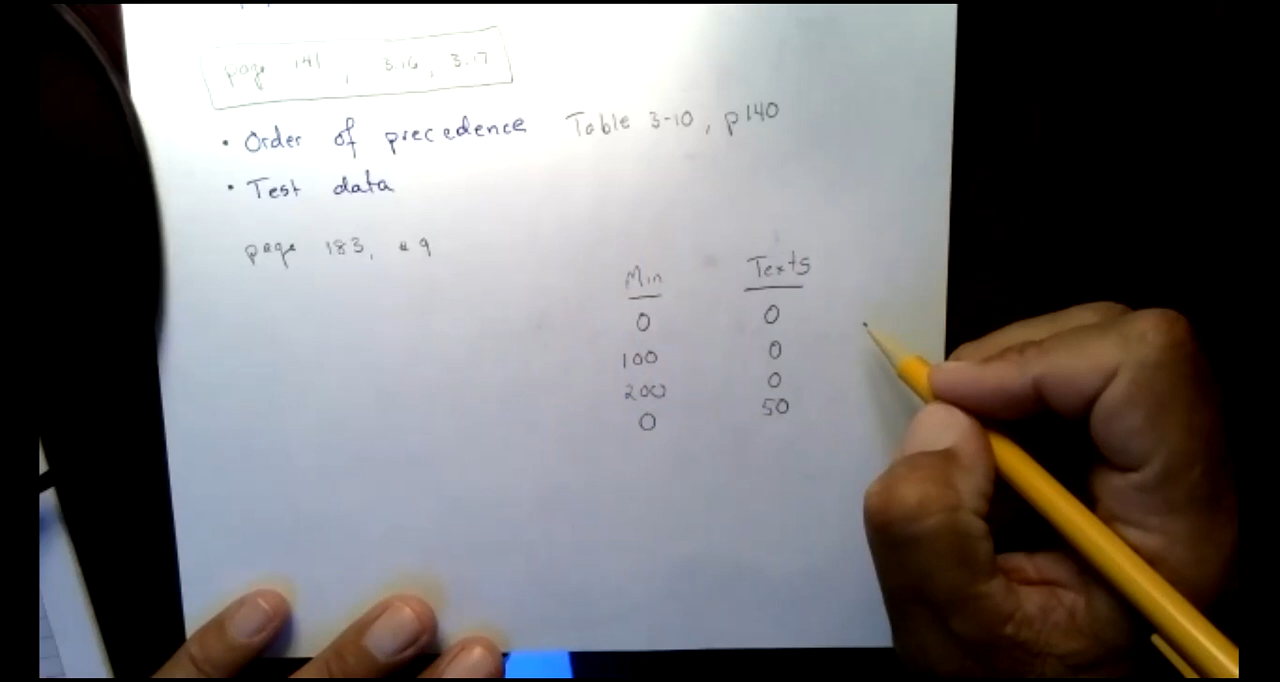 page 141, 3.16, 3.17
• Order of precedence Table 3-10, p140
• Test data
page 183, #9
Min Texts
0 0
100 0
200 0
0 50